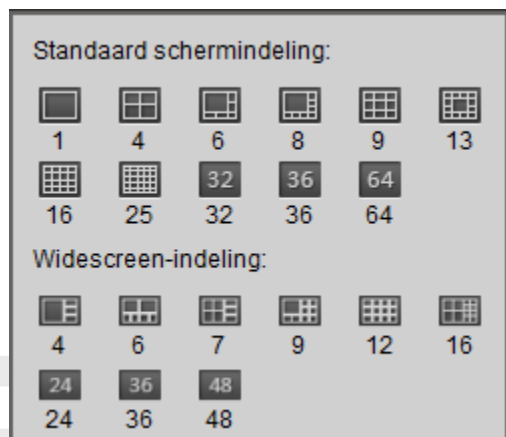 Standaard schermindeling:
1 4 6 8 9 13
32 36 64
16 25 32 36 64
Widescreen-indeling:
4 6 7 9 12 16
24 36 48
24 36 48